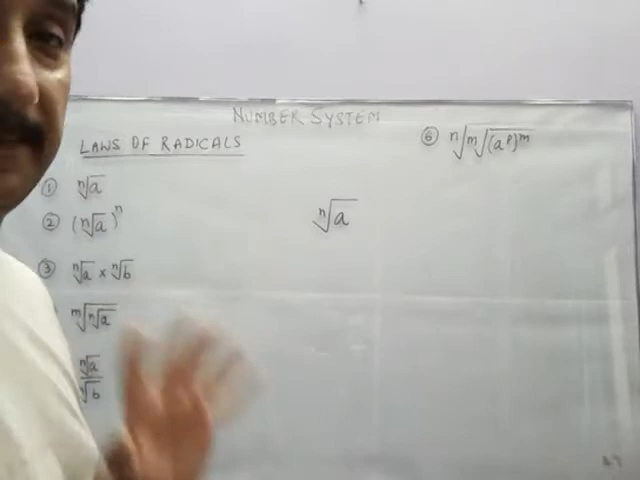 NUMBER SYSTEM
LAWS OF RADICALS
① ⁿ√a
② (ⁿ√a)ⁿ
③ ⁿ√a × ⁿ√b
ᵐ√ⁿ√a
ⁿ√a / ⁿ√b
ⁿ√a
⑥ ⁿ√ᵐ√(aᵖ)ᵐ